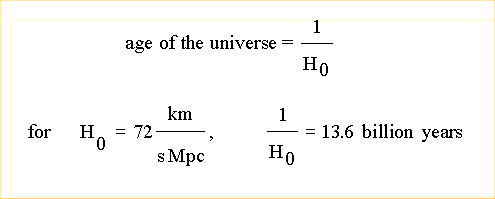 age of the universe = 1 / H0
for H0 = 72 km / s Mpc , 1 / H0 = 13.6 billion years